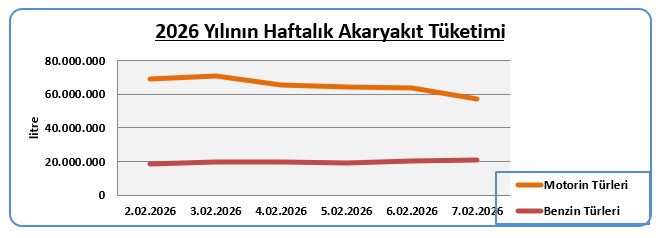 2026 Yılının Haftalık Akaryakıt Tüketimi
80.000.000
60.000.000
40.000.000
20.000.000
0
litre
2.02.2026 3.02.2026 4.02.2026 5.02.2026 6.02.2026 7.02.2026
Motorin Türleri
Benzin Türleri